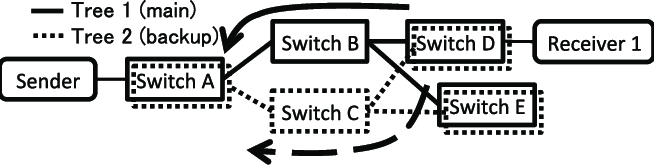 Tree 1 (main)
Tree 2 (backup)
Switch B
Switch D
Receiver 1
Sender
Switch A
Switch C
Switch E